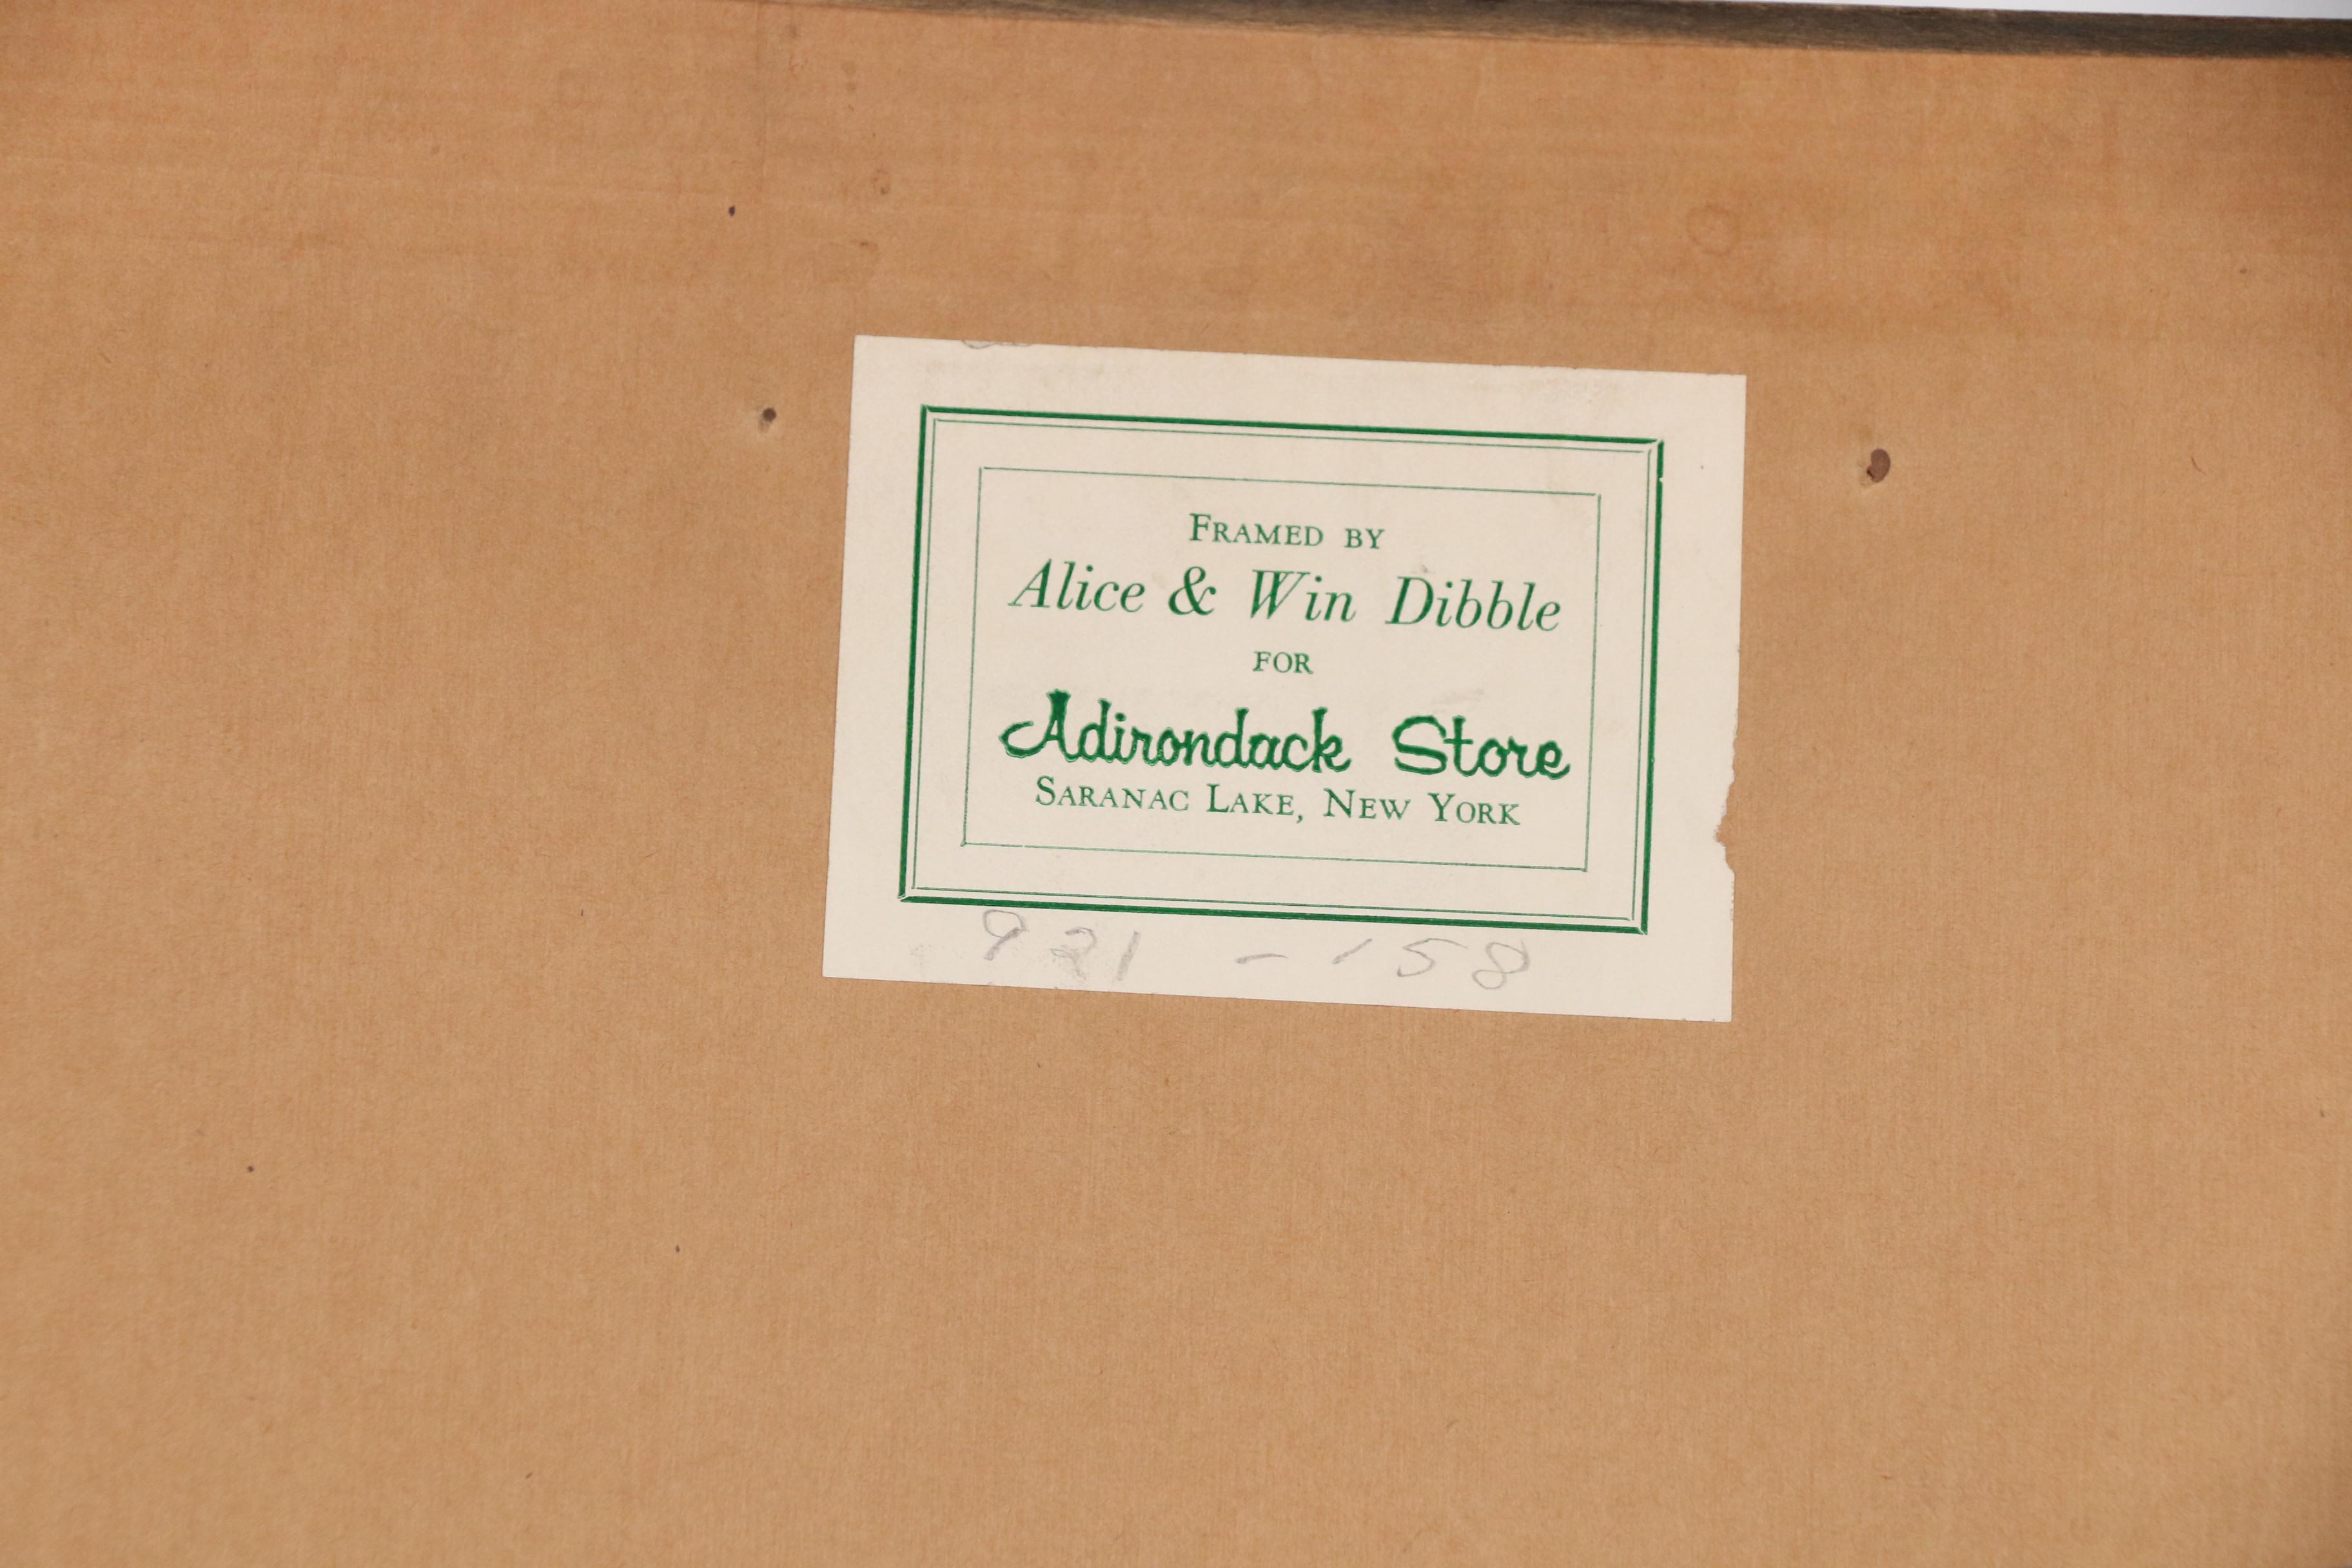 FRAMED BY
Alice & Win Dibble
FOR
Adirondack Store
SARANAC LAKE, NEW YORK
921 - 158